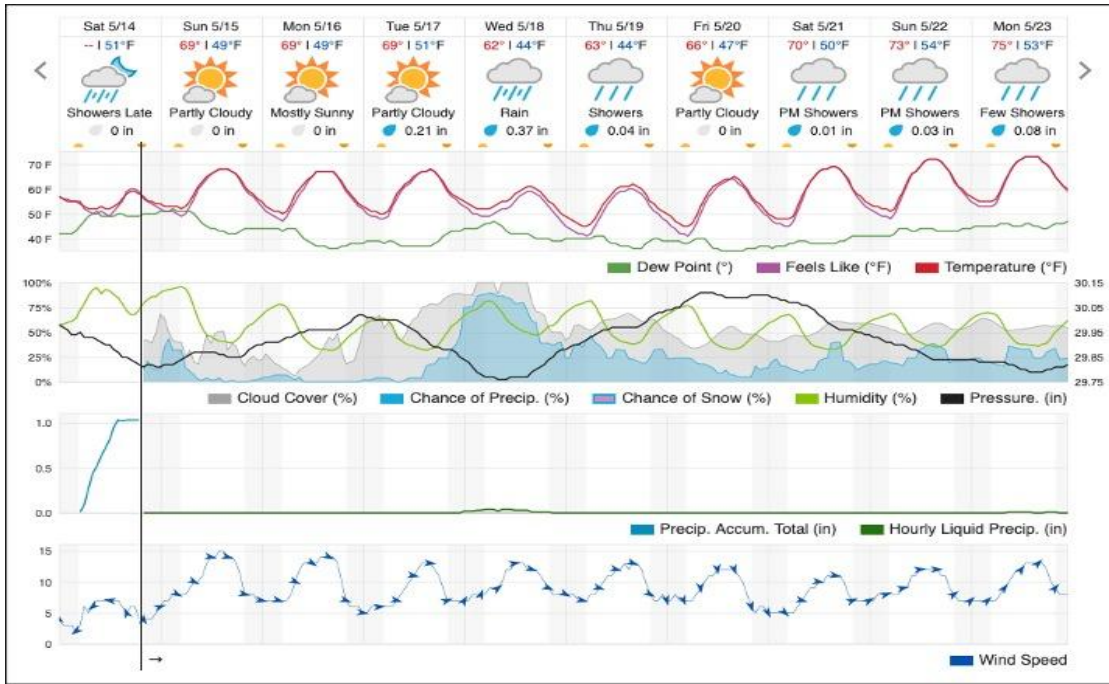 Sat 5/14 Sun 5/15 Mon 5/16 Tue 5/17 Wed 5/18 Thu 5/19 Fri 5/20 Sat 5/21 Sun 5/22 Mon 5/23
-- | 51°F 69° | 49°F 69° | 49°F 69° | 51°F 62° | 44°F 63° | 44°F 66° | 47°F 70° | 50°F 73° | 54°F 75° | 53°F
Showers Late Partly Cloudy Mostly Sunny Partly Cloudy Rain Showers Partly Cloudy PM Showers PM Showers Few Showers
0 in 0 in 0 in 0.21 in 0.37 in 0.04 in 0 in 0.01 in 0.03 in 0.08 in
70 F
60 F
50 F
40 F
Dew Point (°) Feels Like (°F) Temperature (°F)
100% 30.15
75% 30.05
50% 29.95
25% 29.85
0% 29.75
Cloud Cover (%) Chance of Precip. (%) Chance of Snow (%) Humidity (%) Pressure. (in)
1.0
0.5
0.0
Precip. Accum. Total (in) Hourly Liquid Precip. (in)
15
10
5
0
Wind Speed